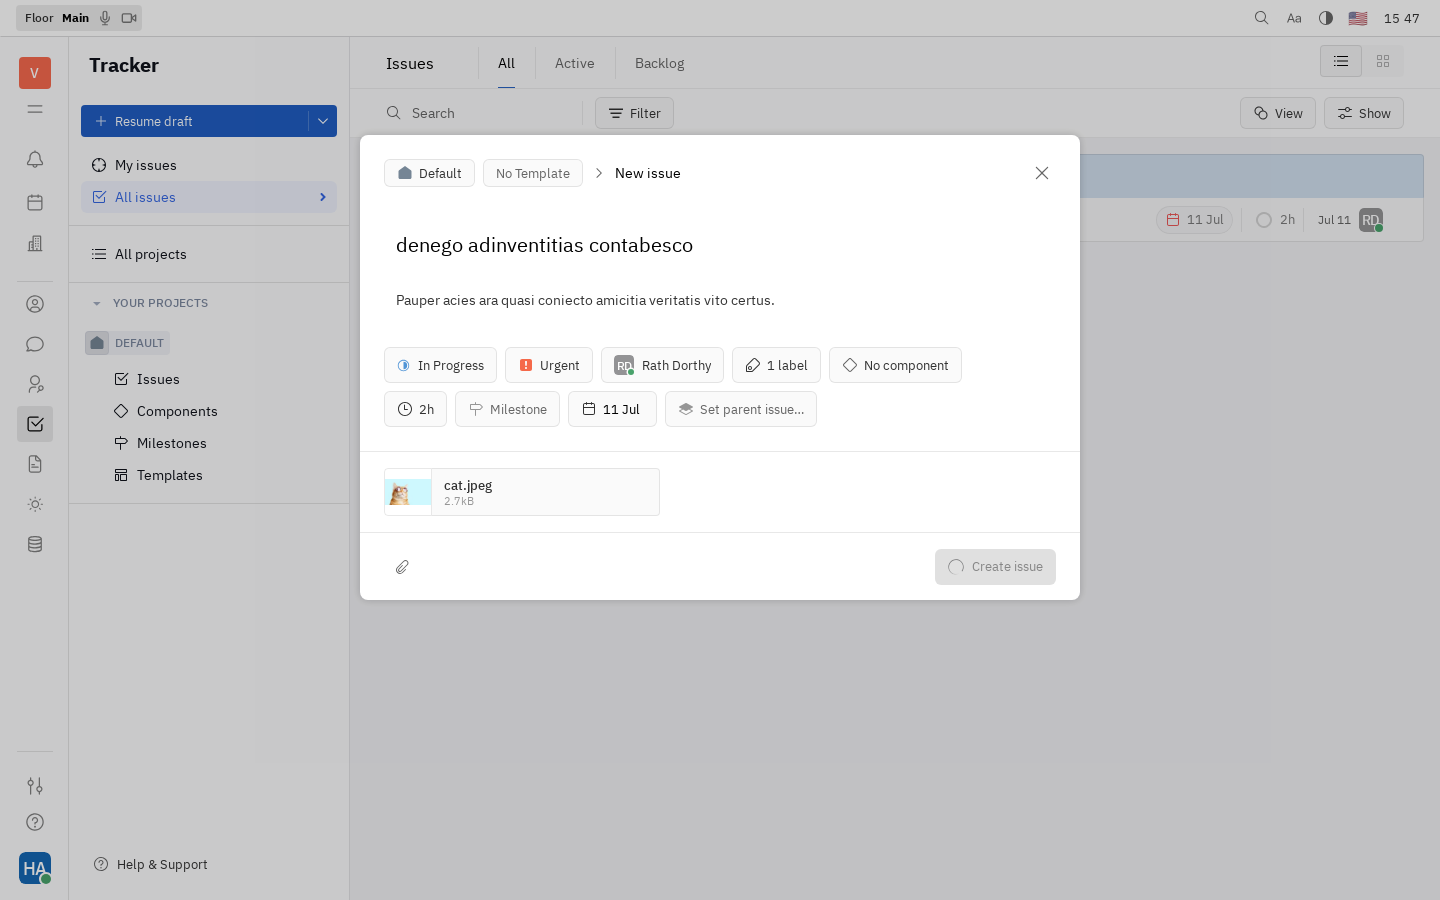 Floor Main
Aa
15 47
V
Tracker
Resume draft
My issues
All issues
All projects
YOUR PROJECTS
DEFAULT
Issues
Components
Milestones
Templates
Help & Support
HA
Issues
All
Active
Backlog
Search
Filter
View
Show
11 Jul
2h
Jul 11
RD
Default
No Template
New issue
denego adinventitias contabesco
Pauper acies ara quasi coniecto amicitia veritatis vito certus.
In Progress
Urgent
RD
Rath Dorthy
1 label
No component
2h
Milestone
11 Jul
Set parent issue...
cat.jpeg
2.7kB
Create issue